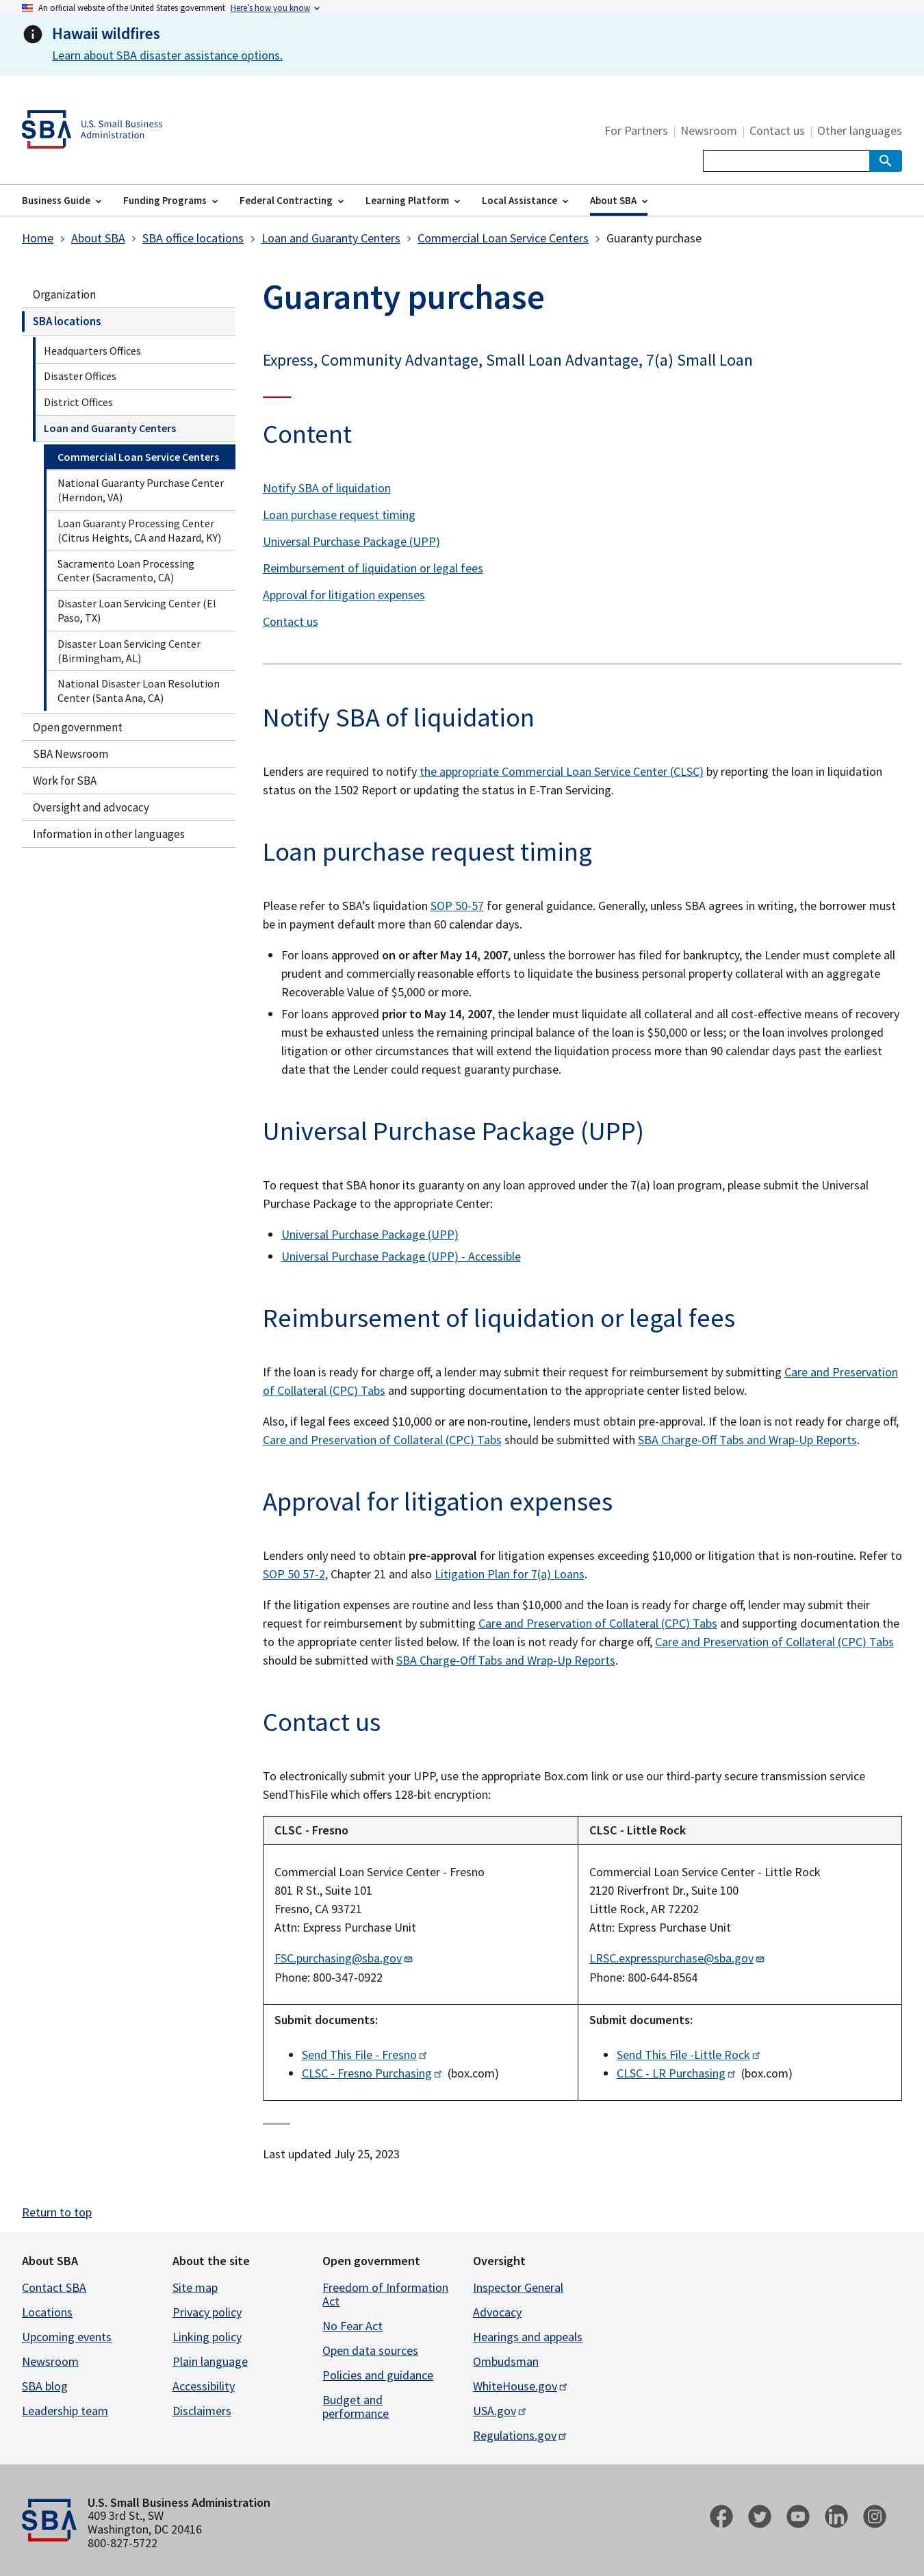 An official website of the United States government Here's how you know
Hawaii wildfires
Learn about SBA disaster assistance options.
SBA U.S. Small Business
Administration
For Partners | Newsroom | Contact us | Other languages
Business Guide Funding Programs Federal Contracting Learning Platform Local Assistance About SBA
Home > About SBA > SBA office locations > Loan and Guaranty Centers > Commercial Loan Service Centers > Guaranty purchase
Organization
SBA locations
Headquarters Offices
Disaster Offices
District Offices
Loan and Guaranty Centers
Commercial Loan Service Centers
National Guaranty Purchase Center
(Herndon, VA)
Loan Guaranty Processing Center
(Citrus Heights, CA and Hazard, KY)
Sacramento Loan Processing
Center (Sacramento, CA)
Disaster Loan Servicing Center (El
Paso, TX)
Disaster Loan Servicing Center
(Birmingham, AL)
National Disaster Loan Resolution
Center (Santa Ana, CA)
Open government
SBA Newsroom
Work for SBA
Oversight and advocacy
Information in other languages
Guaranty purchase
Express, Community Advantage, Small Loan Advantage, 7(a) Small Loan
Content
Notify SBA of liquidation
Loan purchase request timing
Universal Purchase Package (UPP)
Reimbursement of liquidation or legal fees
Approval for litigation expenses
Contact us
Notify SBA of liquidation
Lenders are required to notify the appropriate Commercial Loan Service Center (CLSC) by reporting the loan in liquidation
status on the 1502 Report or updating the status in E-Tran Servicing.
Loan purchase request timing
Please refer to SBA's liquidation SOP 50-57 for general guidance. Generally, unless SBA agrees in writing, the borrower must
be in payment default more than 60 calendar days.
• For loans approved on or after May 14, 2007, unless the borrower has filed for bankruptcy, the Lender must complete all
prudent and commercially reasonable efforts to liquidate the business personal property collateral with an aggregate
Recoverable Value of $5,000 or more.
• For loans approved prior to May 14, 2007, the lender must liquidate all collateral and all cost-effective means of recovery
must be exhausted unless the remaining principal balance of the loan is $50,000 or less; or the loan involves prolonged
litigation or other circumstances that will extend the liquidation process more than 90 calendar days past the earliest
date that the Lender could request guaranty purchase.
Universal Purchase Package (UPP)
To request that SBA honor its guaranty on any loan approved under the 7(a) loan program, please submit the Universal
Purchase Package to the appropriate Center:
• Universal Purchase Package (UPP)
• Universal Purchase Package (UPP) - Accessible
Reimbursement of liquidation or legal fees
If the loan is ready for charge off, a lender may submit their request for reimbursement by submitting Care and Preservation
of Collateral (CPC) Tabs and supporting documentation to the appropriate center listed below.
Also, if legal fees exceed $10,000 or are non-routine, lenders must obtain pre-approval. If the loan is not ready for charge off,
Care and Preservation of Collateral (CPC) Tabs should be submitted with SBA Charge-Off Tabs and Wrap-Up Reports.
Approval for litigation expenses
Lenders only need to obtain pre-approval for litigation expenses exceeding $10,000 or litigation that is non-routine. Refer to
SOP 50 57-2, Chapter 21 and also Litigation Plan for 7(a) Loans.
If the litigation expenses are routine and less than $10,000 and the loan is ready for charge off, lender may submit their
request for reimbursement by submitting Care and Preservation of Collateral (CPC) Tabs and supporting documentation the
to the appropriate center listed below. If the loan is not ready for charge off, Care and Preservation of Collateral (CPC) Tabs
should be submitted with SBA Charge-Off Tabs and Wrap-Up Reports.
Contact us
To electronically submit your UPP, use the appropriate Box.com link or use our third-party secure transmission service
SendThisFile which offers 128-bit encryption:
CLSC - Fresno
Commercial Loan Service Center - Fresno
801 R St., Suite 101
Fresno, CA 93721
Attn: Express Purchase Unit
FSC.purchasing@sba.gov
Phone: 800-347-0922
Submit documents:
• Send This File - Fresno
• CLSC - Fresno Purchasing (box.com)
CLSC - Little Rock
Commercial Loan Service Center - Little Rock
2120 Riverfront Dr., Suite 100
Little Rock, AR 72202
Attn: Express Purchase Unit
LRSC.expresspurchase@sba.gov
Phone: 800-644-8564
Submit documents:
• Send This File -Little Rock
• CLSC - LR Purchasing (box.com)
Last updated July 25, 2023
Return to top
About SBA
Contact SBA
Locations
Upcoming events
Newsroom
SBA blog
Leadership team
About the site
Site map
Privacy policy
Linking policy
Plain language
Accessibility
Disclaimers
Open government
Freedom of Information
Act
No Fear Act
Open data sources
Policies and guidance
Budget and
performance
Oversight
Inspector General
Advocacy
Hearings and appeals
Ombudsman
WhiteHouse.gov
USA.gov
Regulations.gov
SBA
U.S. Small Business Administration
409 3rd St., SW
Washington, DC 20416
800-827-5722